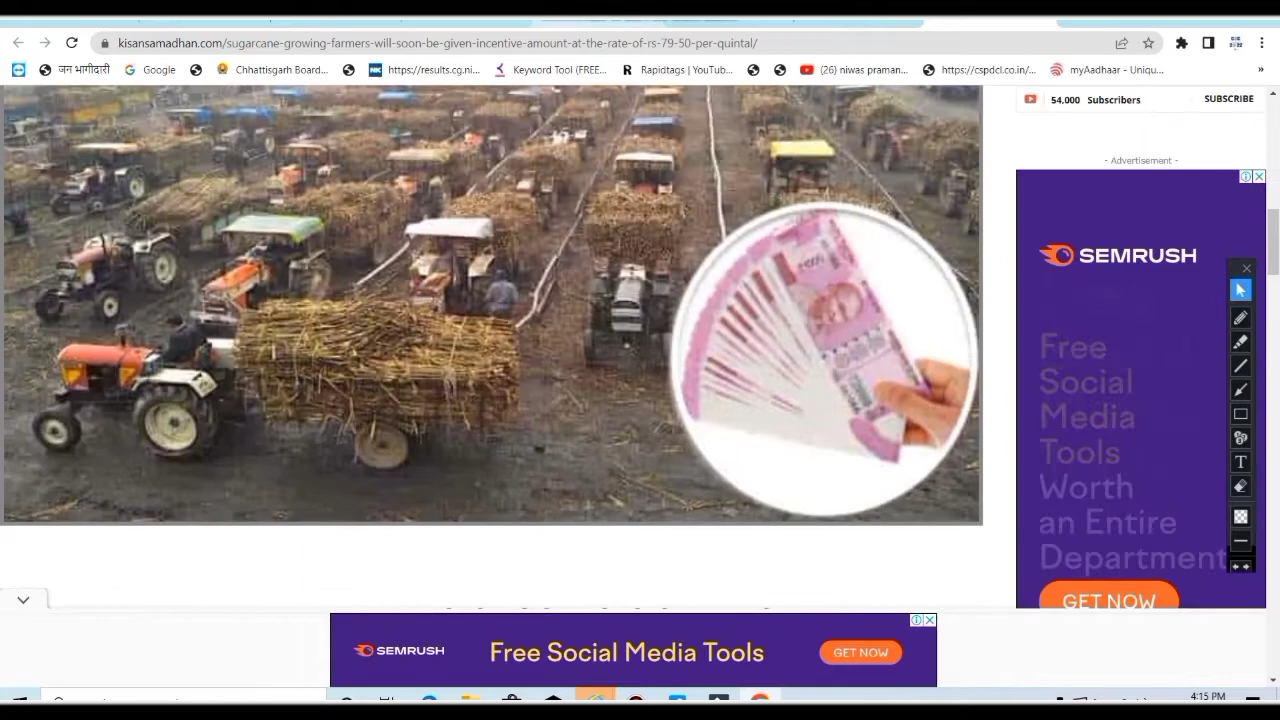 kisansamadhan.com/sugarcane-growing-farmers-will-soon-be-given-incentive-amount-at-the-rate-of-rs-79-50-per-quintal/
जन भागीदारी Google Chhattisgarh Board... https://results.cg.ni... Keyword Tool (FREE... Rapidtags | YouTub... (26) niwas praman... https://cspdcl.co.in/... myAadhaar - Uniqu... »
54,000 Subscribers SUBSCRIBE
- Advertisement -
SEMRUSH
Free
Social
Media
Tools
Worth
an Entire
Department
GET NOW
T
SEMRUSH Free Social Media Tools GET NOW
4:15 PM